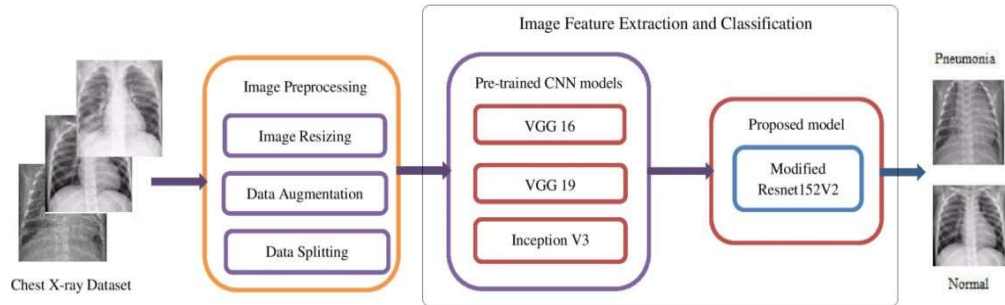 Image Feature Extraction and Classification
Image Preprocessing
Image Resizing
Data Augmentation
Data Splitting
Pre-trained CNN models
VGG 16
VGG 19
Inception V3
Proposed model
Modified
Resnet152V2
Pneumonia
Normal
Chest X-ray Dataset